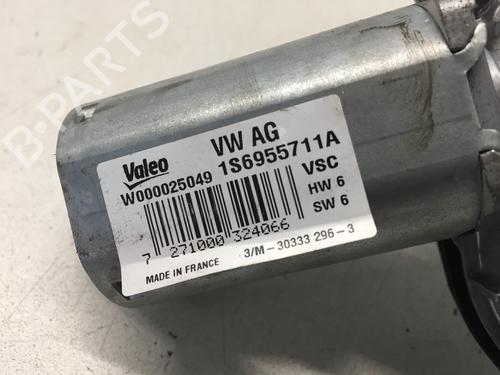 B-PARTS
VW AG
Valeo
1S6955711A
W000025049
VSC
HW 6
SW 6
7 271000 324066
3/M-30333 296-3
MADE IN FRANCE